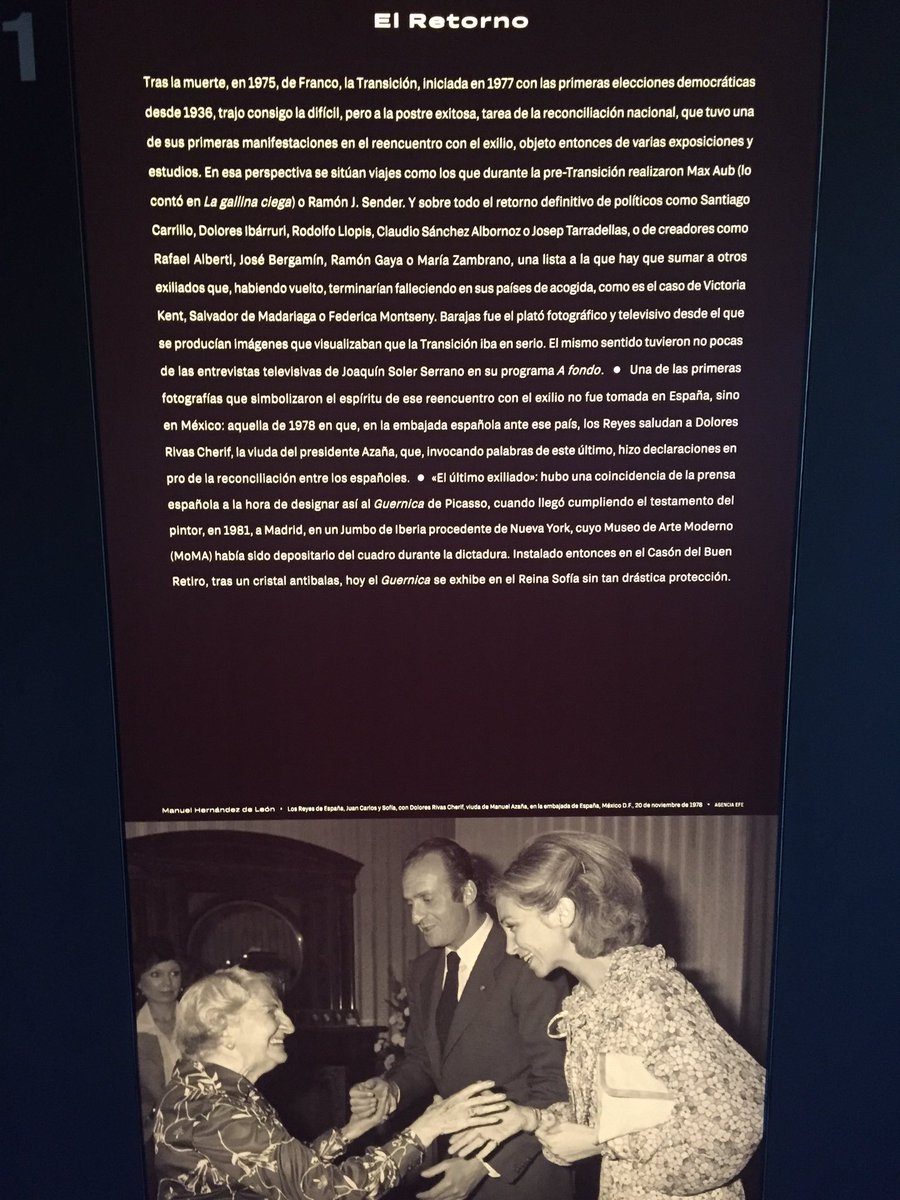 1
El Retorno
Tras la muerte, en 1975, de Franco, la Transición, iniciada en 1977 con las primeras elecciones democráticas
desde 1936, trajo consigo la difícil, pero a la postre exitosa, tarea de la reconciliación nacional, que tuvo una
de sus primeras manifestaciones en el reencuentro con el exilio, objeto entonces de varias exposiciones y
estudios. En esa perspectiva se sitúan viajes como los que durante la pre-Transición realizaron Max Aub (lo
contó en La gallina ciega) o Ramón J. Sender. Y sobre todo el retorno definitivo de políticos como Santiago
Carrillo, Dolores Ibárruri, Rodolfo Llopis, Claudio Sánchez Albornoz o Josep Tarradellas, o de creadores como
Rafael Alberti, José Bergamín, Ramón Gaya o María Zambrano, una lista a la que hay que sumar a otros
exiliados que, habiendo vuelto, terminarían falleciendo en sus países de acogida, como es el caso de Victoria
Kent, Salvador de Madariaga o Federica Montseny. Barajas fue el plató fotográfico y televisivo desde el que
se producían imágenes que visualizaban que la Transición iba en serio. El mismo sentido tuvieron no pocas
de las entrevistas televisivas de Joaquín Soler Serrano en su programa A fondo. ● Una de las primeras
fotografías que simbolizaron el espíritu de ese reencuentro con el exilio no fue tomada en España, sino
en México: aquella de 1978 en que, en la embajada española ante ese país, los Reyes saludan a Dolores
Rivas Cherif, la viuda del presidente Azaña, que, invocando palabras de este último, hizo declaraciones en
pro de la reconciliación entre los españoles. ● «El último exiliado»: hubo una coincidencia de la prensa
española a la hora de designar así al Guernica de Picasso, cuando llegó cumpliendo el testamento del
pintor, en 1981, a Madrid, en un Jumbo de Iberia procedente de Nueva York, cuyo Museo de Arte Moderno
(MoMA) había sido depositario del cuadro durante la dictadura. Instalado entonces en el Casón del Buen
Retiro, tras un cristal antibalas, hoy el Guernica se exhibe en el Reina Sofía sin tan drástica protección.
Manuel Hernández de León • Los Reyes de España, Juan Carlos y Sofía, con Dolores Rivas Cherif, viuda de Manuel Azaña, en la embajada de España, México D.F., 20 de noviembre de 1978 • AGENCIA EFE